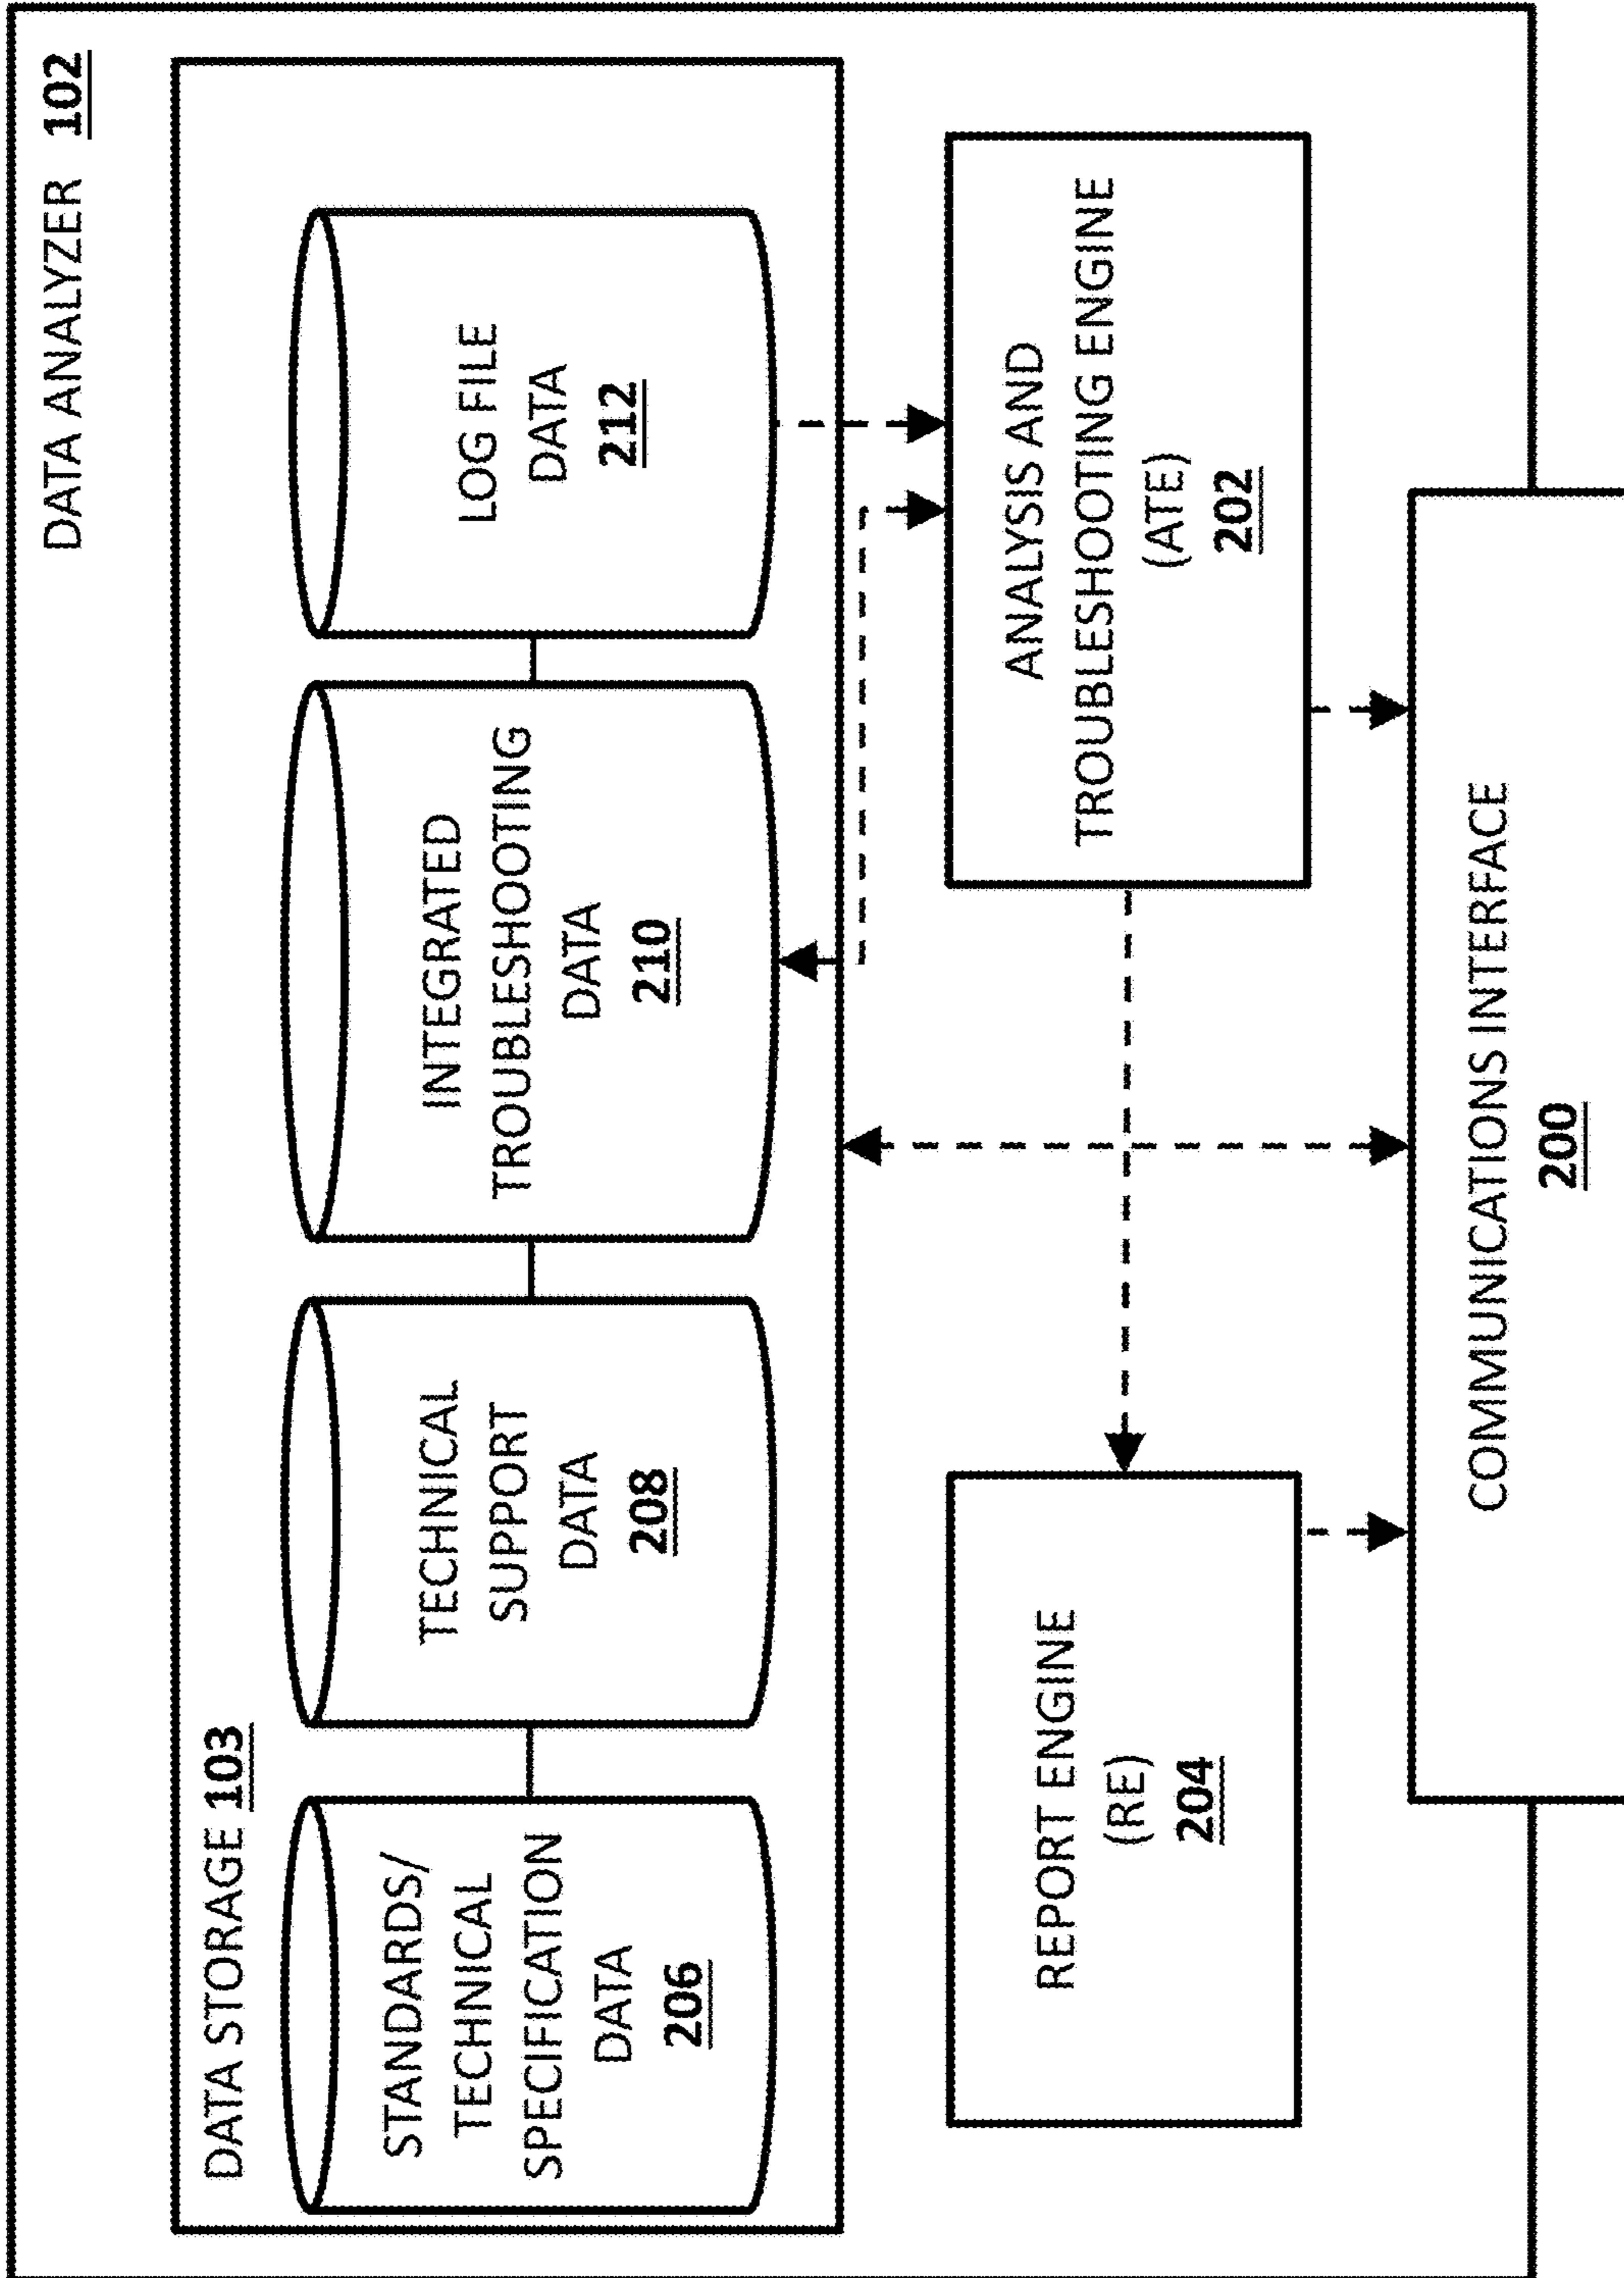 DATA ANALYZER 102
DATA STORAGE 103
STANDARDS/
TECHNICAL
SPECIFICATION
DATA
206
TECHNICAL
SUPPORT
DATA
208
INTEGRATED
TROUBLESHOOTING
DATA
210
LOG FILE
DATA
212
REPORT ENGINE
(RE)
204
ANALYSIS AND
TROUBLESHOOTING ENGINE
(ATE)
202
COMMUNICATIONS INTERFACE
200